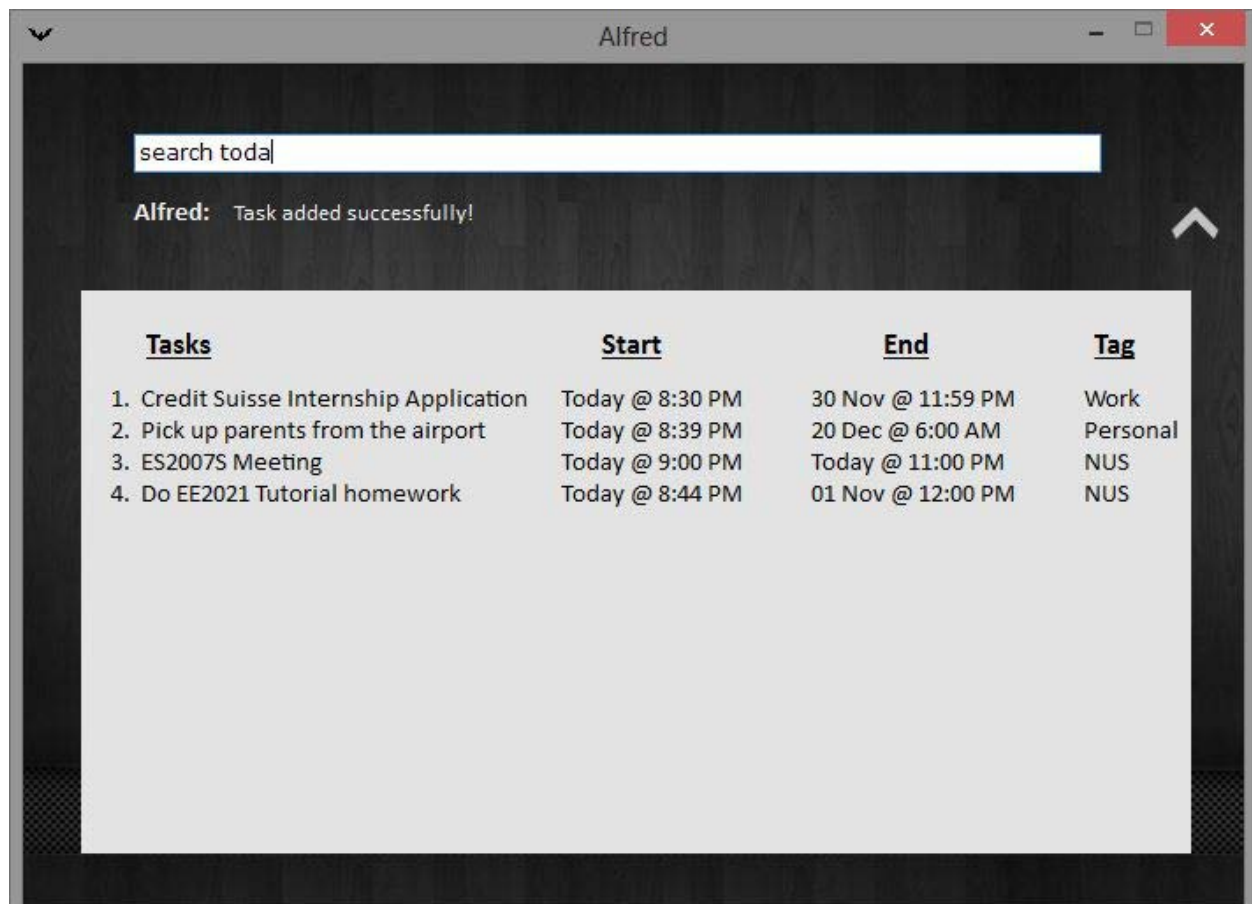 Alfred
search toda
Alfred: Task added successfully!
Tasks Start End Tag
1. Credit Suisse Internship Application Today @ 8:30 PM 30 Nov @ 11:59 PM Work
2. Pick up parents from the airport Today @ 8:39 PM 20 Dec @ 6:00 AM Personal
3. ES2007S Meeting Today @ 9:00 PM Today @ 11:00 PM NUS
4. Do EE2021 Tutorial homework Today @ 8:44 PM 01 Nov @ 12:00 PM NUS